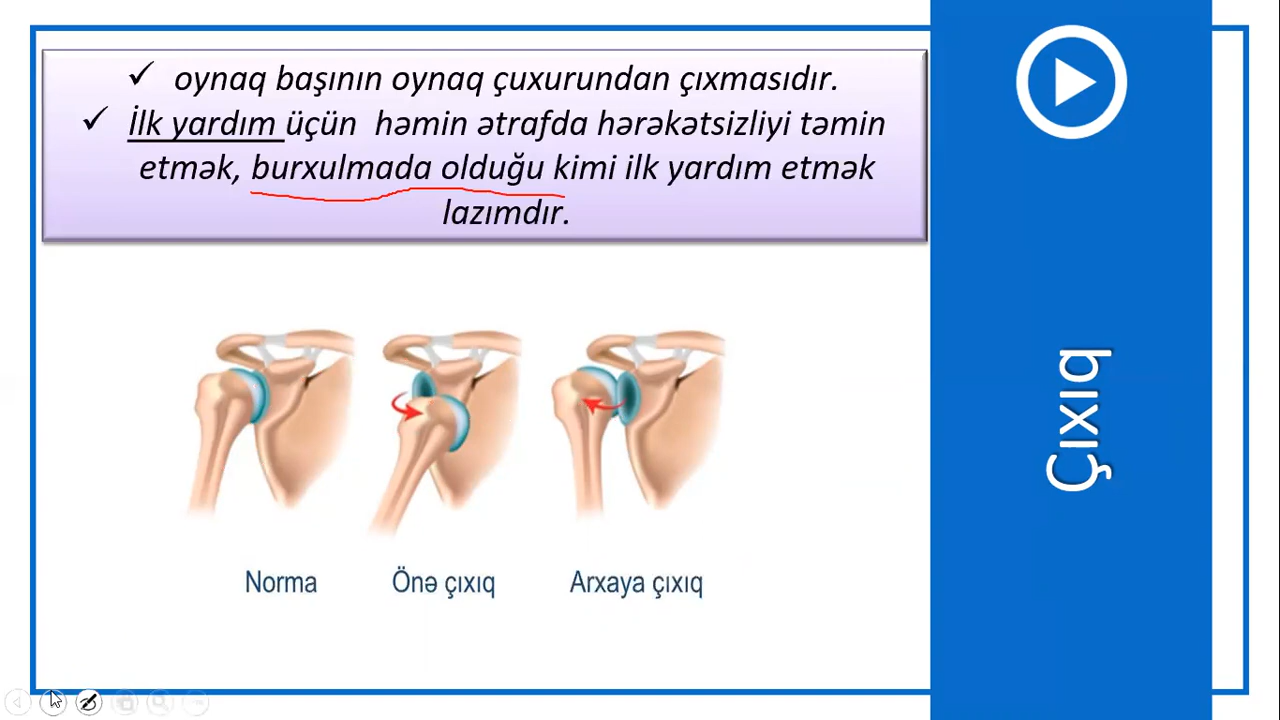 ✓ oynaq başının oynaq çuxurundan çıxmasıdır.
✓ İlk yardım üçün həmin ətrafda hərəkətsizliyi təmin
etmək, burxulmada olduğu kimi ilk yardım etmək
lazımdır.
Çıxıq
Norma
Önə çıxıq
Arxaya çıxıq